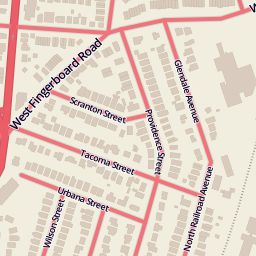 W
West Fingerboard Road
Glendale Avenue
Scranton Street
Providence Street
Tacoma Street
Urbana Street
North Railroad Avenue
Wilson Street